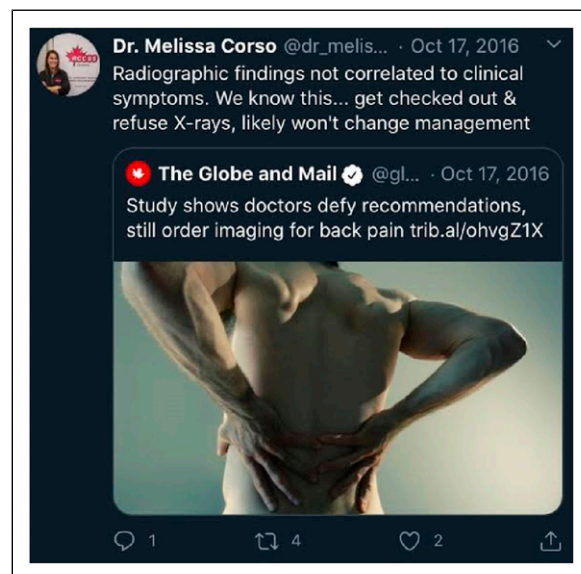 Dr. Melissa Corso @dr_melis... · Oct 17, 2016
Radiographic findings not correlated to clinical
symptoms. We know this... get checked out &
refuse X-rays, likely won't change management
The Globe and Mail @gl... · Oct 17, 2016
Study shows doctors defy recommendations,
still order imaging for back pain trib.al/ohvgZ1X
1 4 2